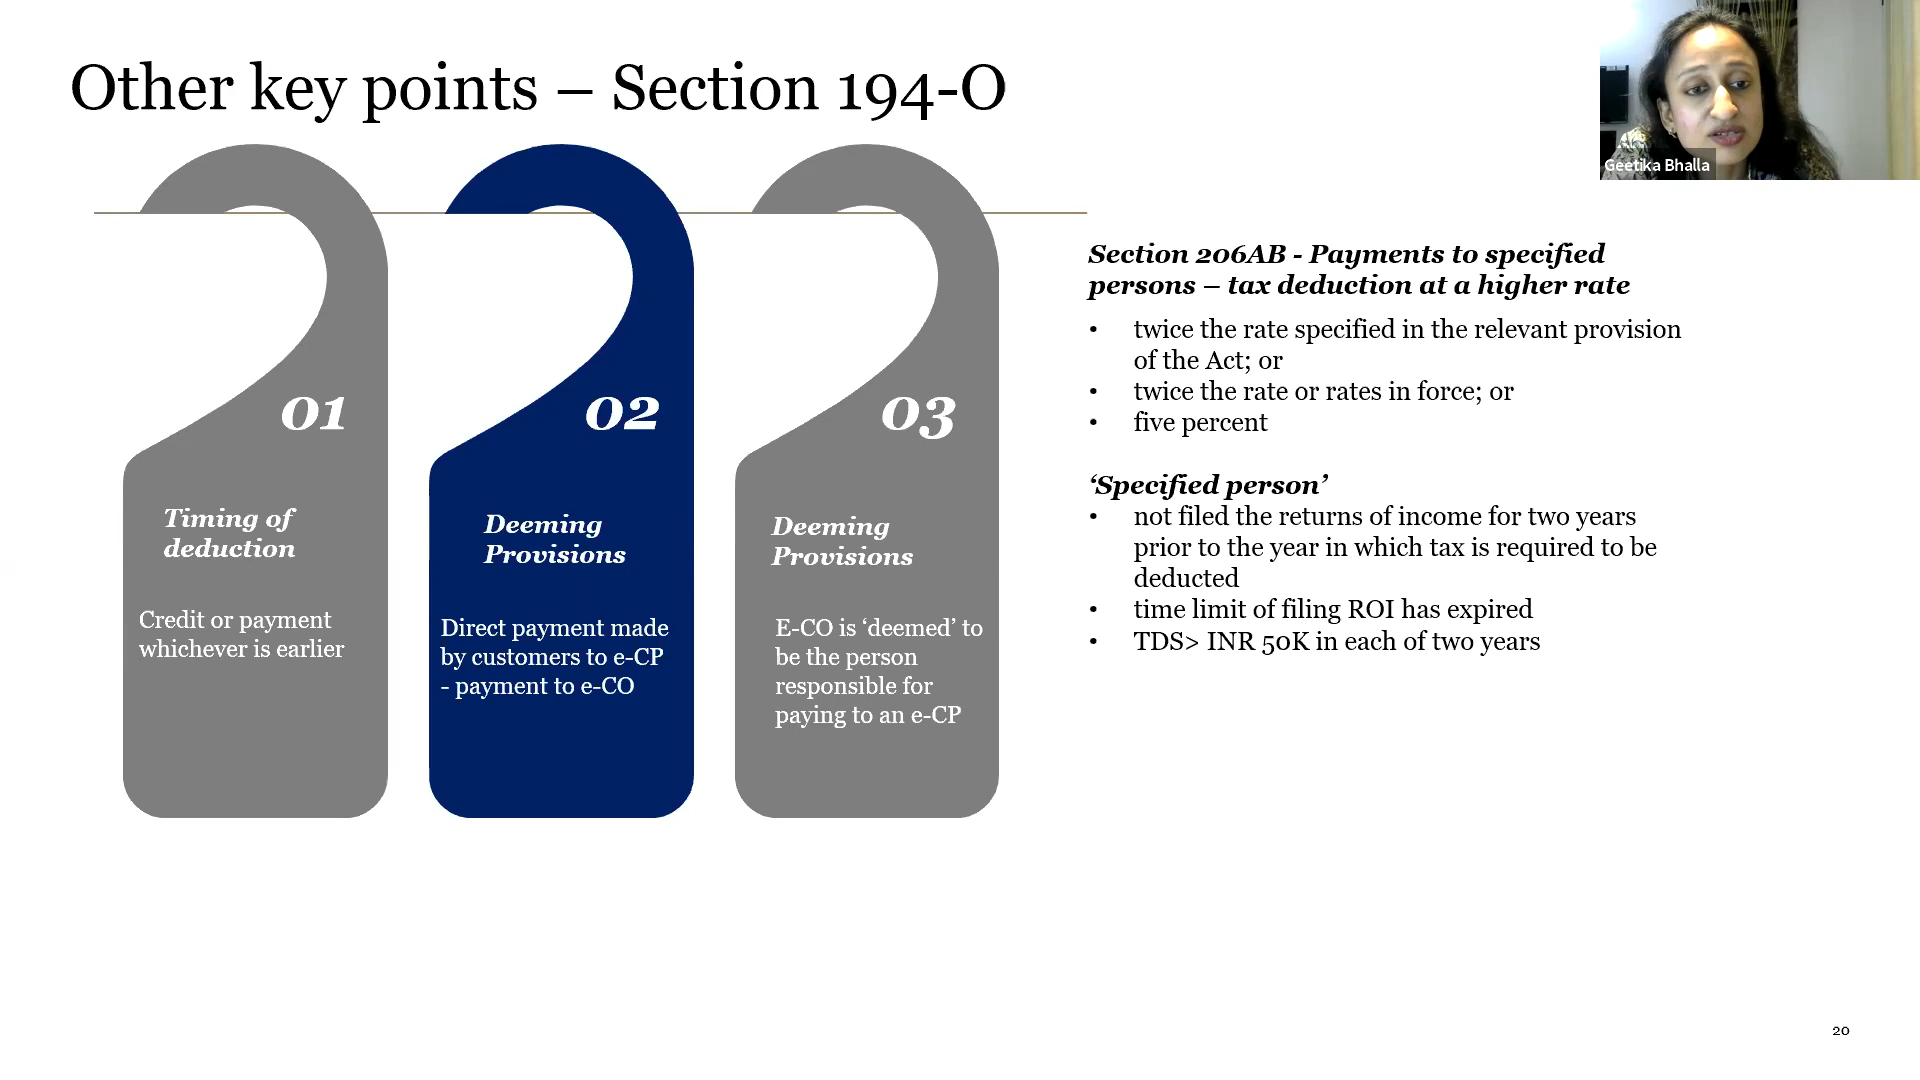 Other key points – Section 194-O
Geetika Bhalla
01
Timing of
deduction
Credit or payment
whichever is earlier
02
Deeming
Provisions
Direct payment made
by customers to e-CP
- payment to e-CO
03
Deeming
Provisions
E-CO is ‘deemed’ to
be the person
responsible for
paying to an e-CP
Section 206AB - Payments to specified
persons – tax deduction at a higher rate
• twice the rate specified in the relevant provision
of the Act; or
• twice the rate or rates in force; or
• five percent
‘Specified person’
• not filed the returns of income for two years
prior to the year in which tax is required to be
deducted
• time limit of filing ROI has expired
• TDS> INR 50K in each of two years
20